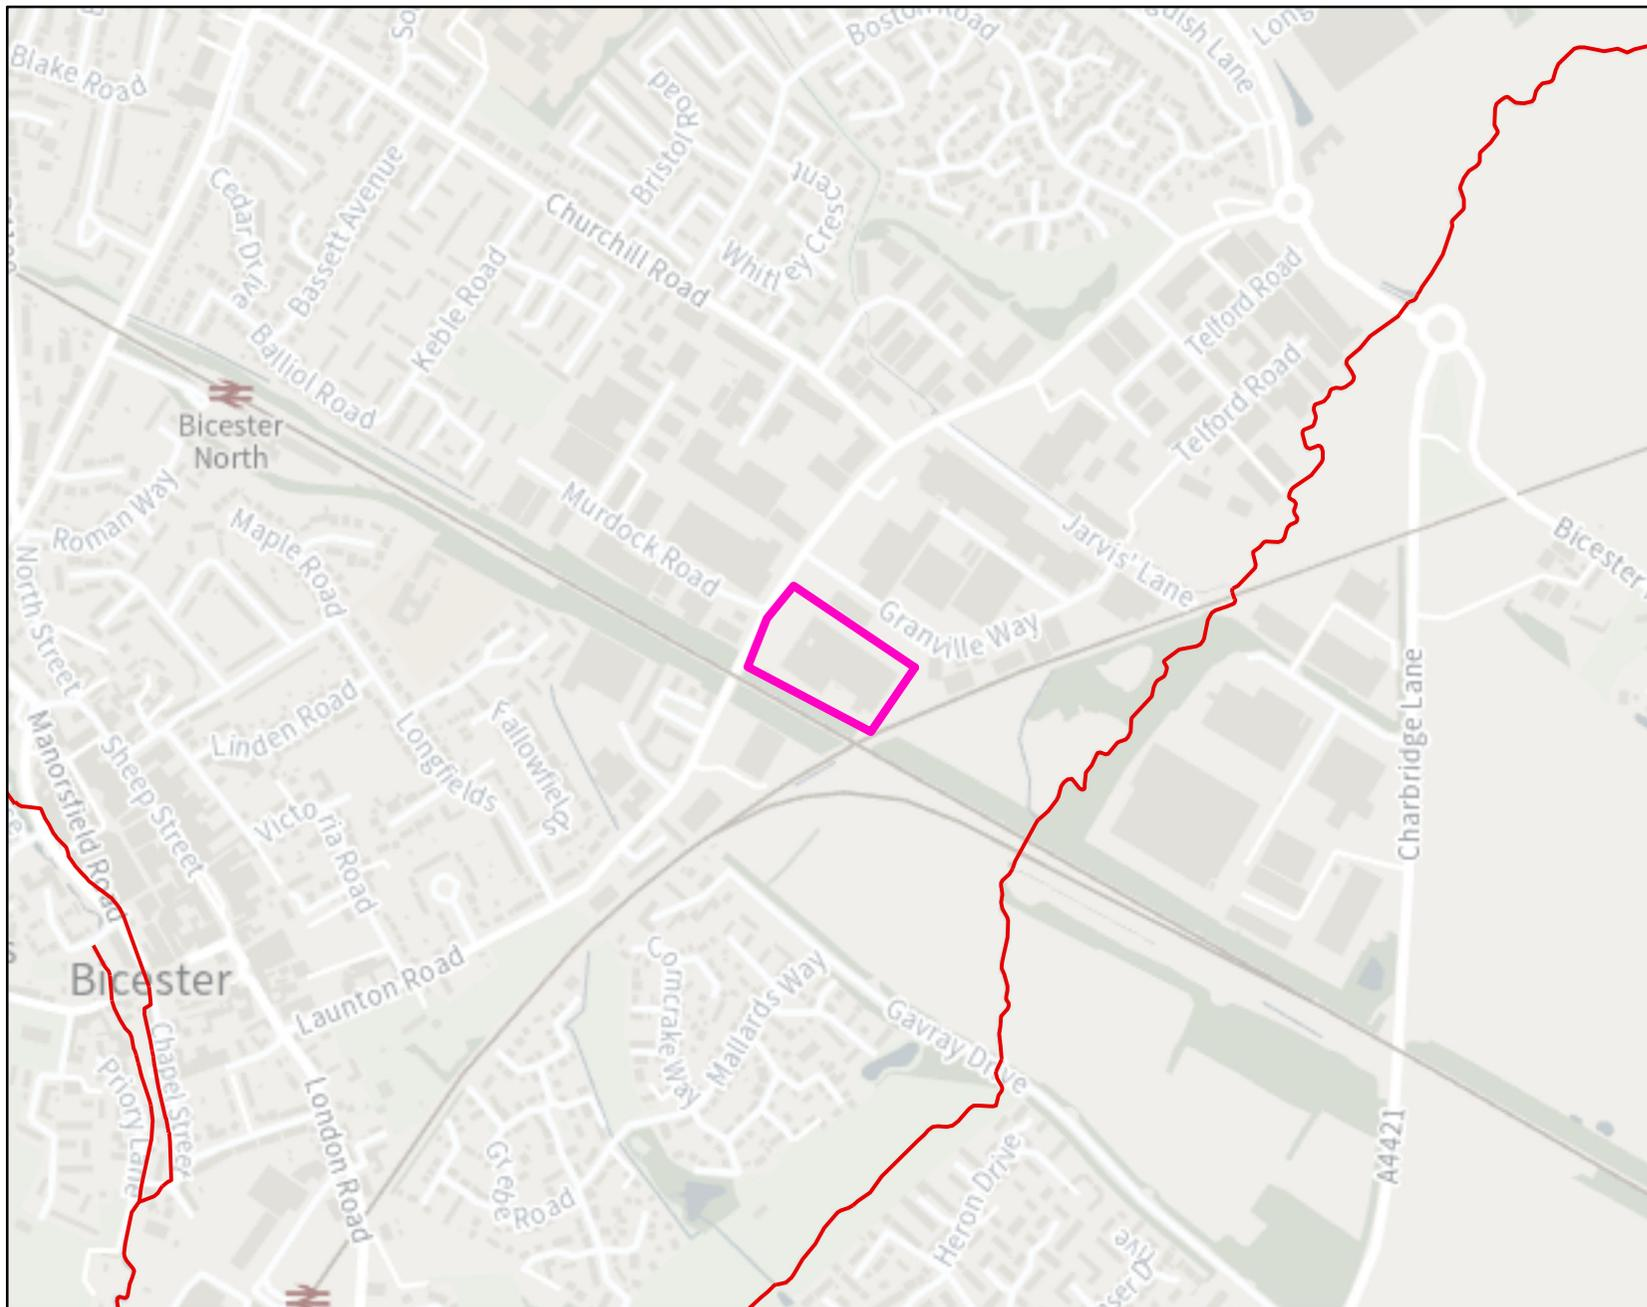 Blake Road
Boston Road
Bristol Road
Cedar Drive
Bassett Avenue
Whitley Crescent
Churchill Road
Keble Road
Telford Road
Balliol Road
Telford Road
Bicester
North
Murdock Road
Roman Way
Jarvis' Lane
Maple Road
Bicester
North Street
Granville Way
Linden Road
Longfields
Fallowfields
Charbridge Lane
Manorsfield Road
Sheep Street
Victoria Road
Bicester
Launton Road
Corncrake Way
Mallards Way
Gavray Drive
Chapel Street
Priory Lane
London Road
A4421
Grebe Road
Heron Drive